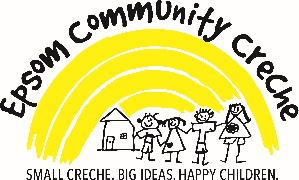 Epsom Community Creche
SMALL CRECHE. BIG IDEAS. HAPPY CHILDREN.